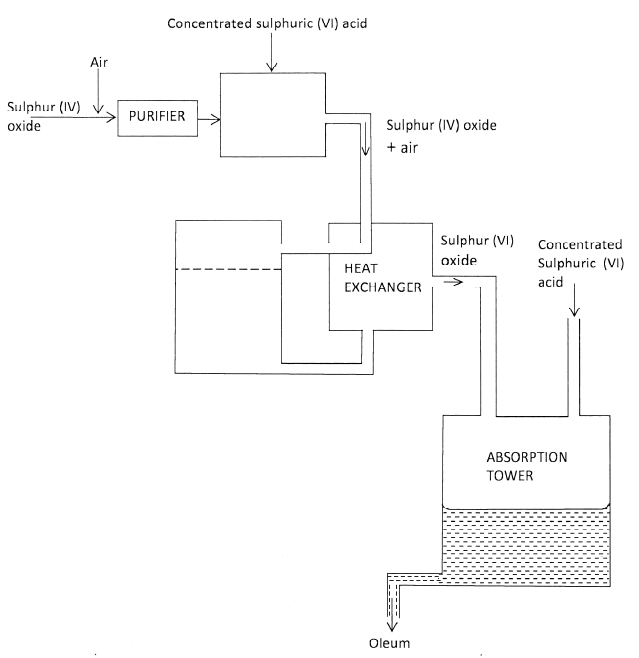 Concentrated sulphuric (VI) acid
Air
Sulphur (IV)
oxide
PURIFIER
Sulphur (IV) oxide
+ air
HEAT
EXCHANGER
Sulphur (VI)
oxide
Concentrated
Sulphuric (VI)
acid
ABSORPTION
TOWER
Oleum